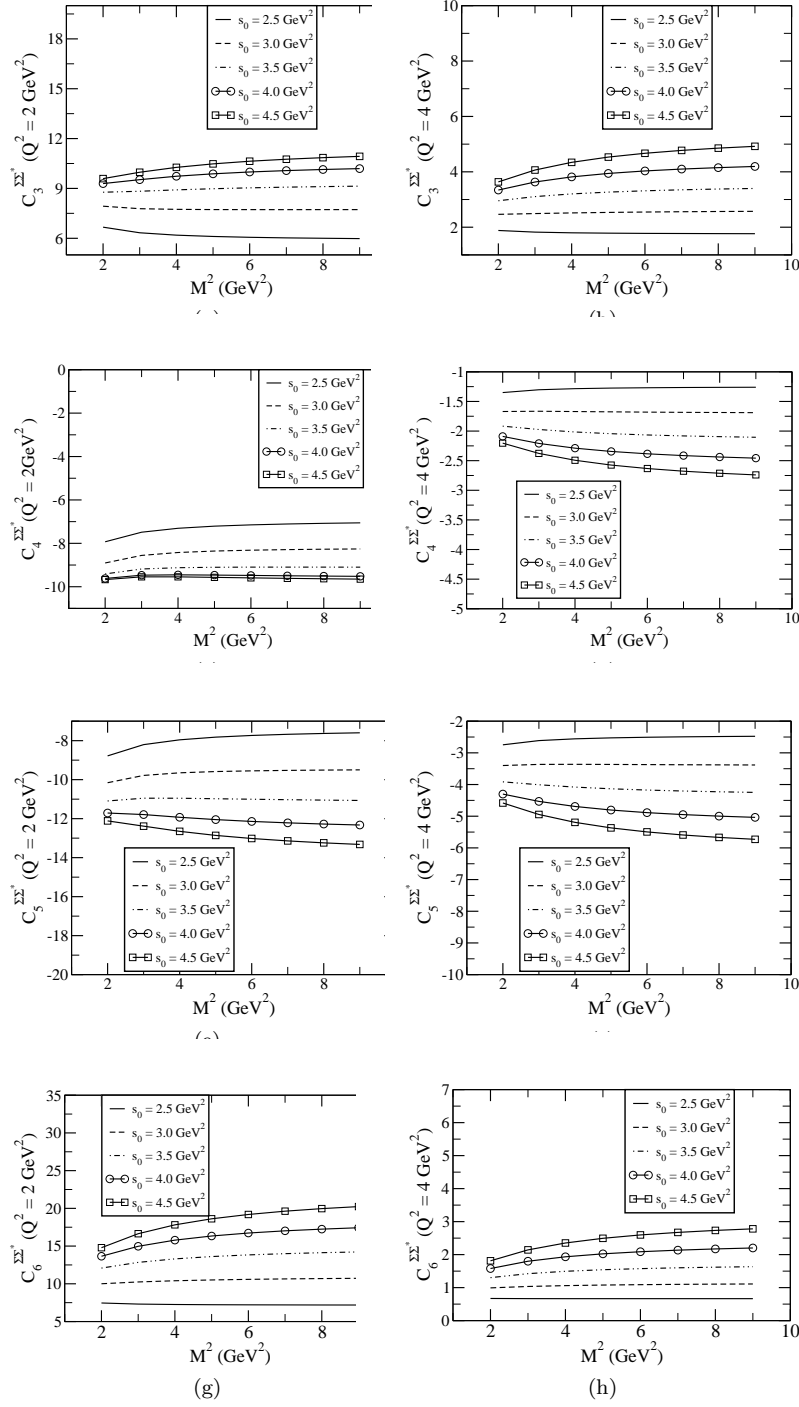 18
15
12
9
6
C₃^ΣΣ* (Q² = 2 GeV²)
s₀ = 2.5 GeV²
s₀ = 3.0 GeV²
s₀ = 3.5 GeV²
s₀ = 4.0 GeV²
s₀ = 4.5 GeV²
2 4 6 8
M² (GeV²)
10
8
6
4
2
C₃^ΣΣ* (Q² = 4 GeV²)
s₀ = 2.5 GeV²
s₀ = 3.0 GeV²
s₀ = 3.5 GeV²
s₀ = 4.0 GeV²
s₀ = 4.5 GeV²
2 4 6 8 10
M² (GeV²)
0
-2
-4
-6
-8
-10
C₄^ΣΣ* (Q² = 2GeV²)
s₀ = 2.5 GeV²
s₀ = 3.0 GeV²
s₀ = 3.5 GeV²
s₀ = 4.0 GeV²
s₀ = 4.5 GeV²
2 4 6 8
M² (GeV²)
-1
-1.5
-2
-2.5
-3
-3.5
-4
-4.5
-5
C₄^ΣΣ* (Q² = 4 GeV²)
s₀ = 2.5 GeV²
s₀ = 3.0 GeV²
s₀ = 3.5 GeV²
s₀ = 4.0 GeV²
s₀ = 4.5 GeV²
2 4 6 8 10
M² (GeV²)
-8
-10
-12
-14
-16
-18
-20
C₅^ΣΣ* (Q² = 2 GeV²)
s₀ = 2.5 GeV²
s₀ = 3.0 GeV²
s₀ = 3.5 GeV²
s₀ = 4.0 GeV²
s₀ = 4.5 GeV²
2 4 6 8
M² (GeV²)
-2
-3
-4
-5
-6
-7
-8
-9
-10
C₅^ΣΣ* (Q² = 4 GeV²)
s₀ = 2.5 GeV²
s₀ = 3.0 GeV²
s₀ = 3.5 GeV²
s₀ = 4.0 GeV²
s₀ = 4.5 GeV²
2 4 6 8 10
M² (GeV²)
35
30
25
20
15
10
5
C₆^ΣΣ* (Q² = 2 GeV²)
s₀ = 2.5 GeV²
s₀ = 3.0 GeV²
s₀ = 3.5 GeV²
s₀ = 4.0 GeV²
s₀ = 4.5 GeV²
2 4 6 8
M² (GeV²)
(g)
7
6
5
4
3
2
1
0
C₆^ΣΣ* (Q² = 4 GeV²)
s₀ = 2.5 GeV²
s₀ = 3.0 GeV²
s₀ = 3.5 GeV²
s₀ = 4.0 GeV²
s₀ = 4.5 GeV²
2 4 6 8 10
M² (GeV²)
(h)